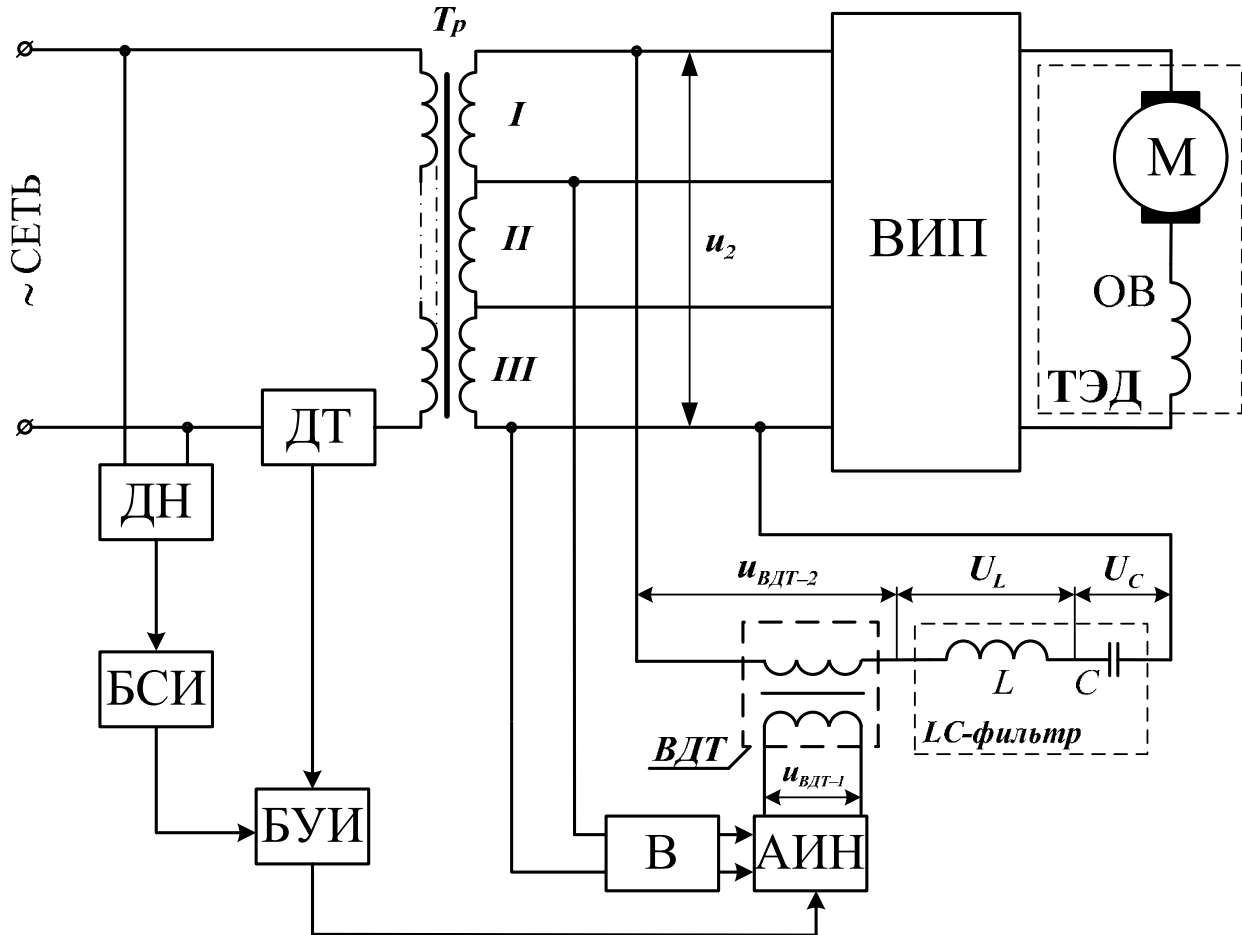 Тр
I
II
III
~ СЕТЬ
u2
ВИП
М
ОВ
ТЭД
ДТ
ДН
БСИ
БУИ
uВДТ–2
UL
UC
L
C
LC-фильтр
ВДТ
uВДТ–1
В
АИН